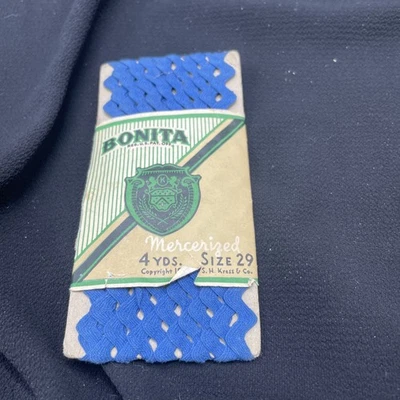 BONITA
Mercerized
4 YDS. SIZE 29
Copyright S. H. Kress & Co.